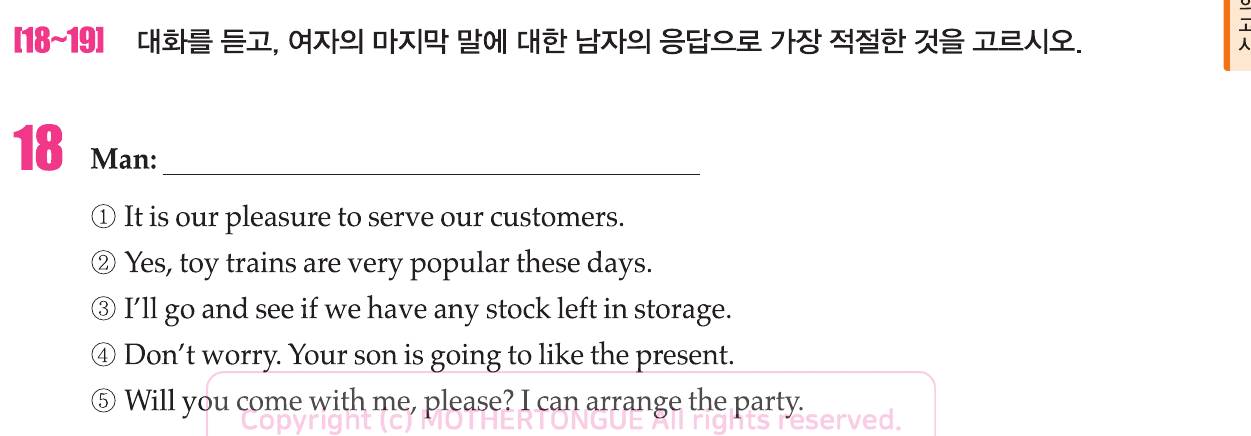 [18~19] 대화를 듣고, 여자의 마지막 말에 대한 남자의 응답으로 가장 적절한 것을 고르시오.
18 Man:
① It is our pleasure to serve our customers.
② Yes, toy trains are very popular these days.
③ I'll go and see if we have any stock left in storage.
④ Don't worry. Your son is going to like the present.
⑤ Will you come with me, please? I can arrange the party.
Copyright (c) MOTHERTONGUE All rights reserved.